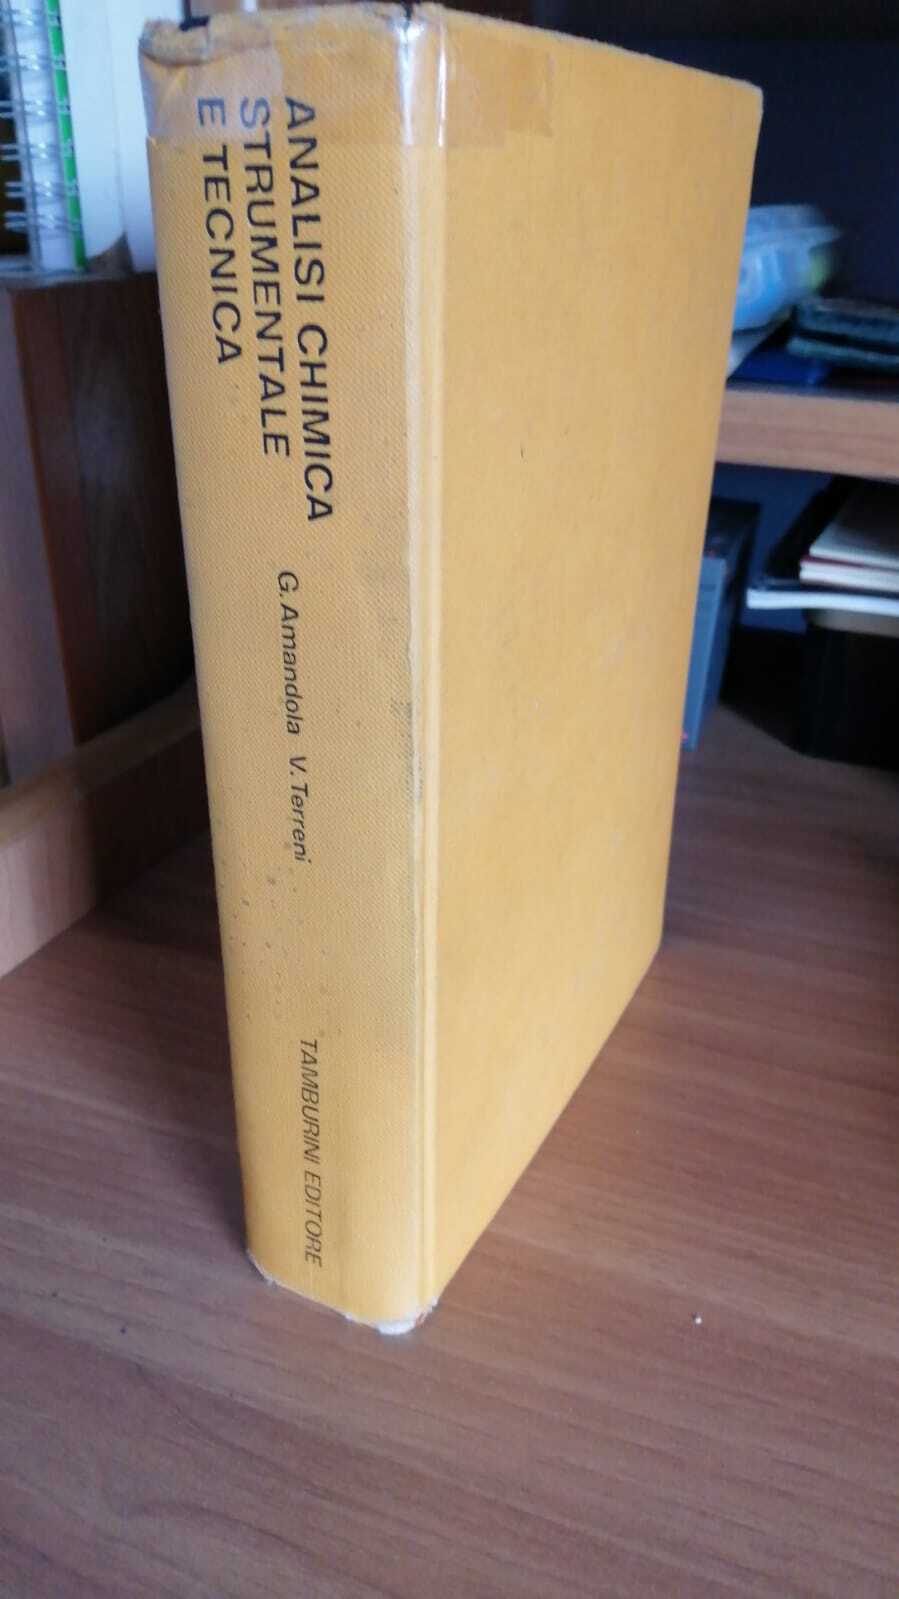 ANALISI CHIMICA
STRUMENTALE
E TECNICA
G. Amandola V. Terreni
TAMBURINI EDITORE